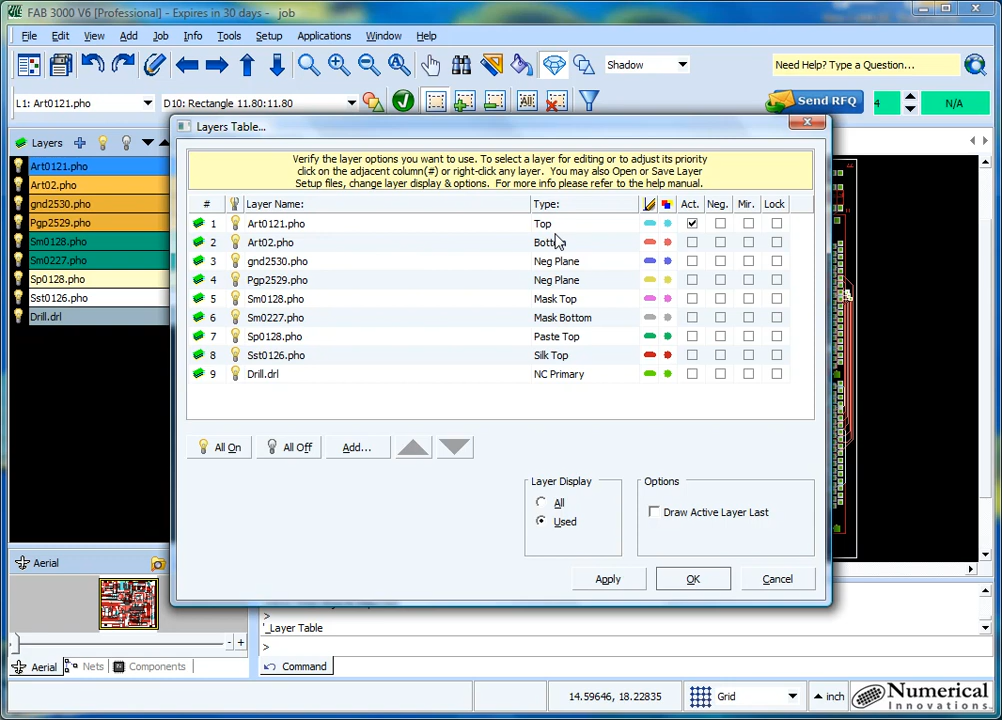 FAB 3000 V6 [Professional] - Expires in 30 days - job
File Edit View Add Job Info Tools Setup Applications Window Help
Shadow
Need Help? Type a Question...
L1: Art0121.pho
D10: Rectangle 11.80:11.80
All
Send RFQ
4
N/A
Layers
Art0121.pho
Art02.pho
gnd2530.pho
Pgp2529.pho
Sm0128.pho
Sm0227.pho
Sp0128.pho
Sst0126.pho
Drill.drl
Layers Table...
Verify the layer options you want to use. To select a layer for editing or to adjust its priority
click on the adjacent column(#) or right-click any layer. You may also Open or Save Layer
Setup files, change layer display & options. For more info please refer to the help manual.
# Layer Name: Type: Act. Neg. Mir. Lock
1 Art0121.pho Top
2 Art02.pho Bottom
3 gnd2530.pho Neg Plane
4 Pgp2529.pho Neg Plane
5 Sm0128.pho Mask Top
6 Sm0227.pho Mask Bottom
7 Sp0128.pho Paste Top
8 Sst0126.pho Silk Top
9 Drill.drl NC Primary
All On All Off Add...
Layer Display
All
Used
Options
Draw Active Layer Last
Apply OK Cancel
Aerial
- +
Aerial Nets Components
>
'_Layer Table
>
Command
14.59646, 18.22835
Grid
inch
Numerical
Innovations